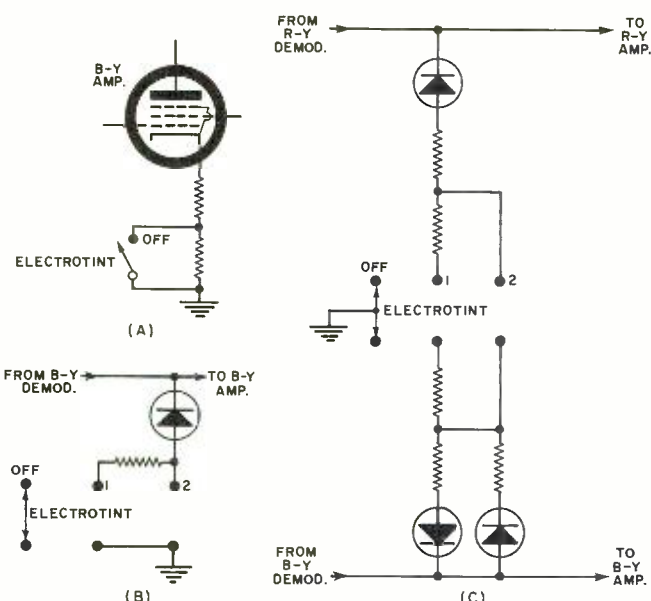 B-Y
AMP.
OFF
ELECTROTINT
(A)
FROM B-Y
DEMOD.
TO B-Y
AMP.
OFF
1
2
ELECTROTINT
(B)
FROM
R-Y
DEMOD.
TO
R-Y
AMP.
OFF
1
2
ELECTROTINT
FROM
B-Y
DEMOD.
TO
B-Y
AMP.
(C)